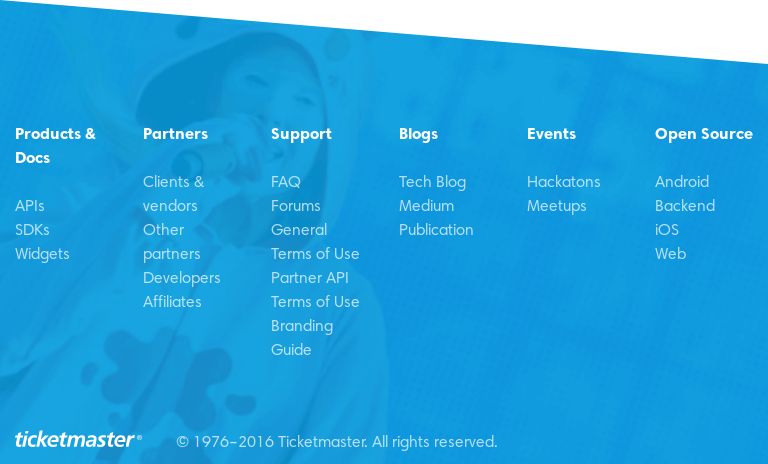 Products &
Docs
APIs
SDKs
Widgets
Partners
Clients &
vendors
Other
partners
Developers
Affiliates
Support
FAQ
Forums
General
Terms of Use
Partner API
Terms of Use
Branding
Guide
Blogs
Tech Blog
Medium
Publication
Events
Hackatons
Meetups
Open Source
Android
Backend
iOS
Web
ticketmaster®
© 1976–2016 Ticketmaster. All rights reserved.